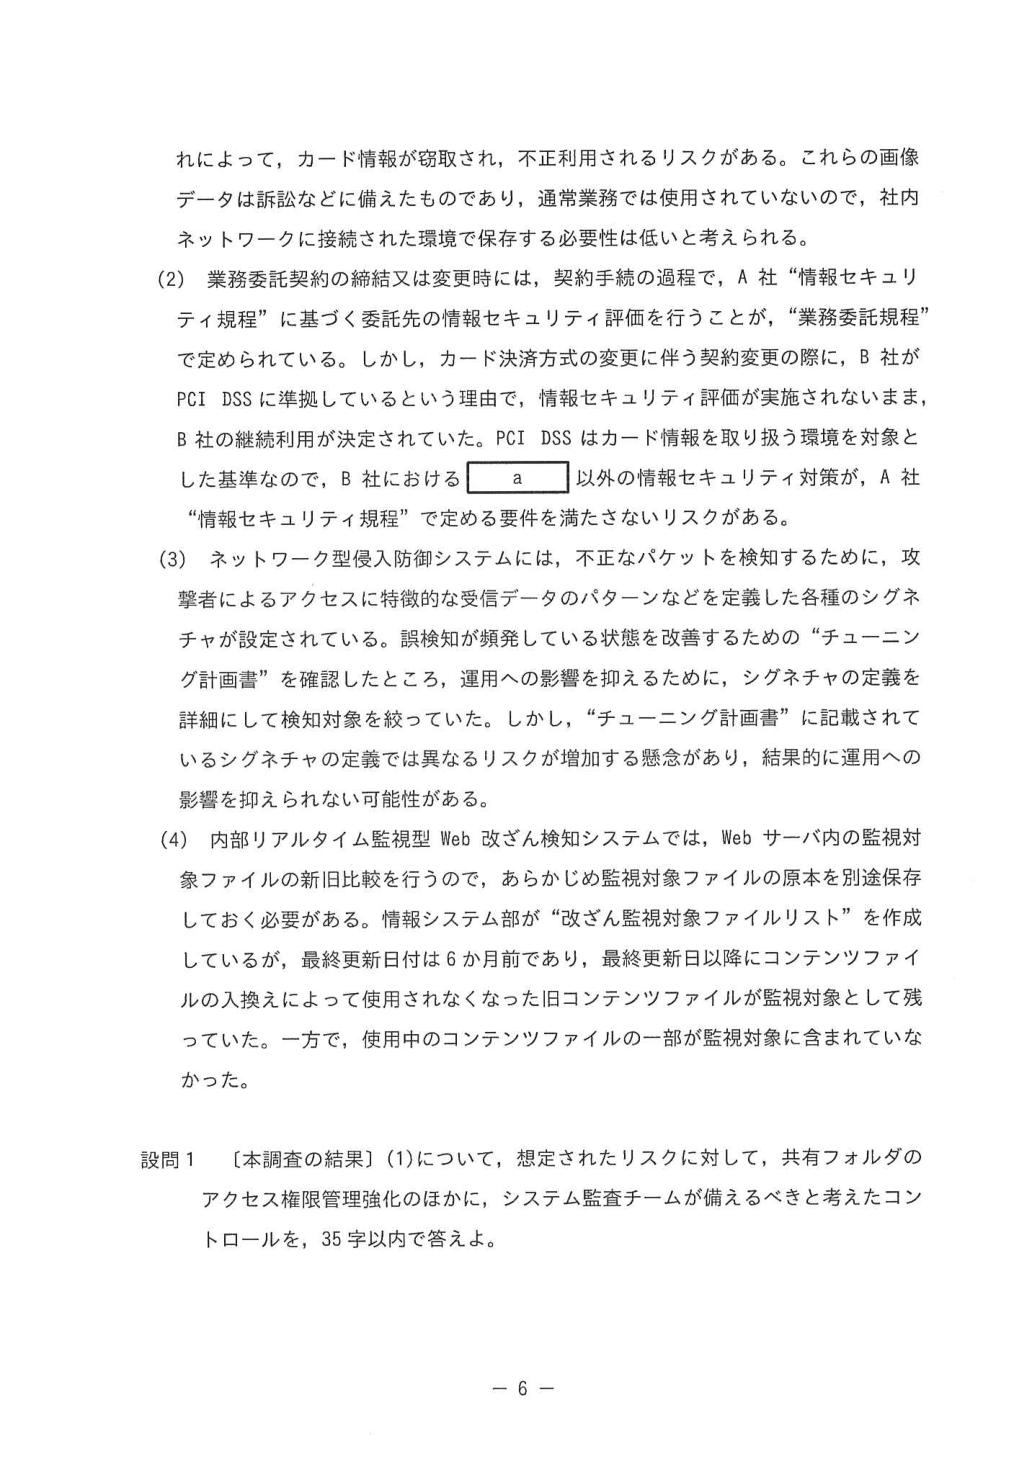 れによって，カード情報が窃取され，不正利用されるリスクがある。これらの画像
データは訴訟などに備えたものであり，通常業務では使用されていないので，社内
ネットワークに接続された環境で保存する必要性は低いと考えられる。
(2)　業務委託契約の締結又は変更時には，契約手続の過程で，A 社“情報セキュリ
ティ規程”に基づく委託先の情報セキュリティ評価を行うことが，“業務委託規程”
で定められている。しかし，カード決済方式の変更に伴う契約変更の際に，B 社が
PCI DSS に準拠しているという理由で，情報セキュリティ評価が実施されないまま，
B 社の継続利用が決定されていた。PCI DSS はカード情報を取り扱う環境を対象と
した基準なので，B 社における a 以外の情報セキュリティ対策が，A 社
“情報セキュリティ規程”で定める要件を満たさないリスクがある。
(3)　ネットワーク型侵入防御システムには，不正なパケットを検知するために，攻
撃者によるアクセスに特徴的な受信データのパターンなどを定義した各種のシグネ
チャが設定されている。誤検知が頻発している状態を改善するための“チューニン
グ計画書”を確認したところ，運用への影響を抑えるために，シグネチャの定義を
詳細にして検知対象を絞っていた。しかし，“チューニング計画書”に記載されて
いるシグネチャの定義では異なるリスクが増加する懸念があり，結果的に運用への
影響を抑えられない可能性がある。
(4)　内部リアルタイム監視型 Web 改ざん検知システムでは，Web サーバ内の監視対
象ファイルの新旧比較を行うので，あらかじめ監視対象ファイルの原本を別途保存
しておく必要がある。情報システム部が“改ざん監視対象ファイルリスト”を作成
しているが，最終更新日付は 6 か月前であり，最終更新日以降にコンテンツファイ
ルの入換えによって使用されなくなった旧コンテンツファイルが監視対象として残
っていた。一方で，使用中のコンテンツファイルの一部が監視対象に含まれていな
かった。
設問 1　〔本調査の結果〕(1)について，想定されたリスクに対して，共有フォルダの
アクセス権限管理強化のほかに，システム監査チームが備えるべきと考えたコン
トロールを，35 字以内で答えよ。
－ 6 －